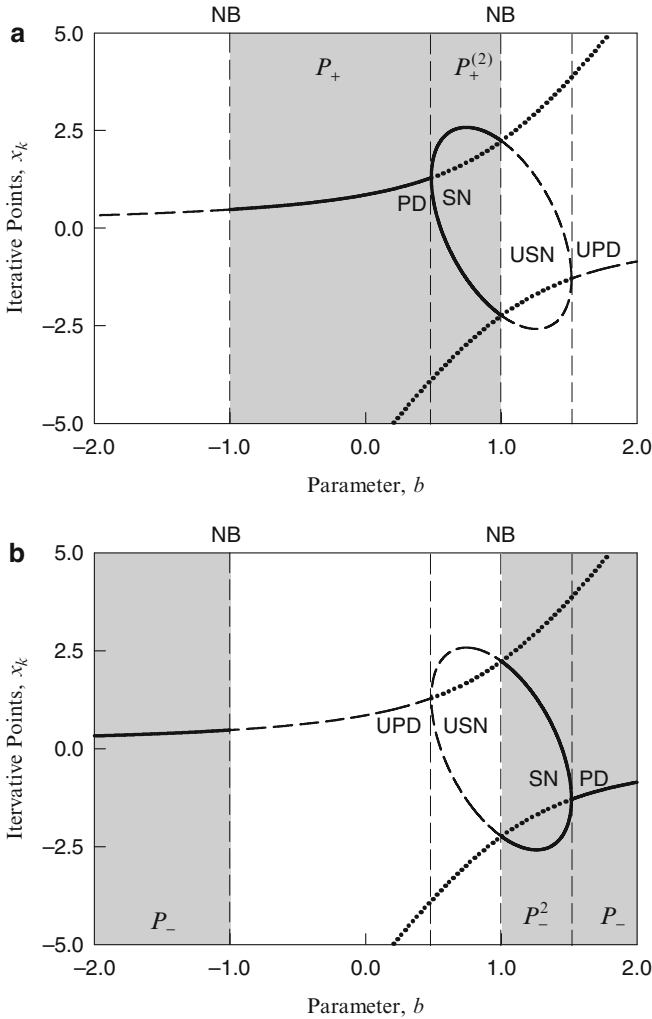 NB NB
a
5.0
P+ P+(2)
2.5
0.0
PD SN
USN UPD
−2.5
−5.0
−2.0 −1.0 0.0 1.0 2.0
Iterative Points, xk
Parameter, b
NB NB
b
5.0
2.5
UPD USN
0.0
SN PD
−2.5
P− P−2 P−
−5.0
−2.0 −1.0 0.0 1.0 2.0
Itervative Points, xk
Parameter, b